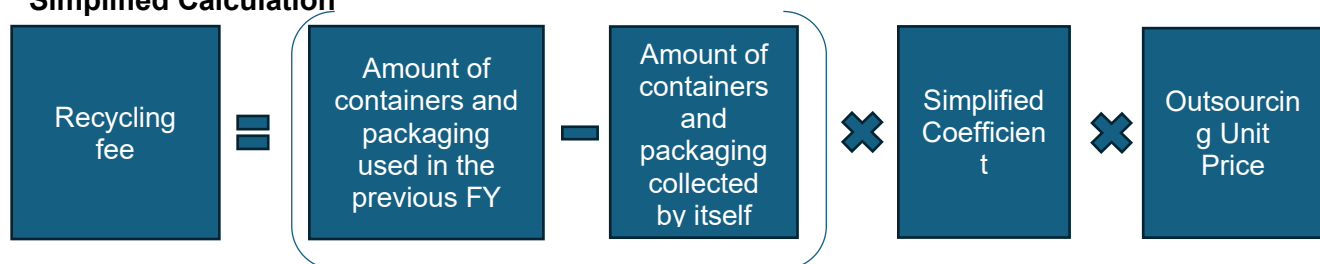 Simplified Calculation
Recycling
fee
Amount of
containers and
packaging
used in the
previous FY
Amount of
containers
and
packaging
collected
by itself
Simplified
Coefficien
t
Outsourcin
g Unit
Price